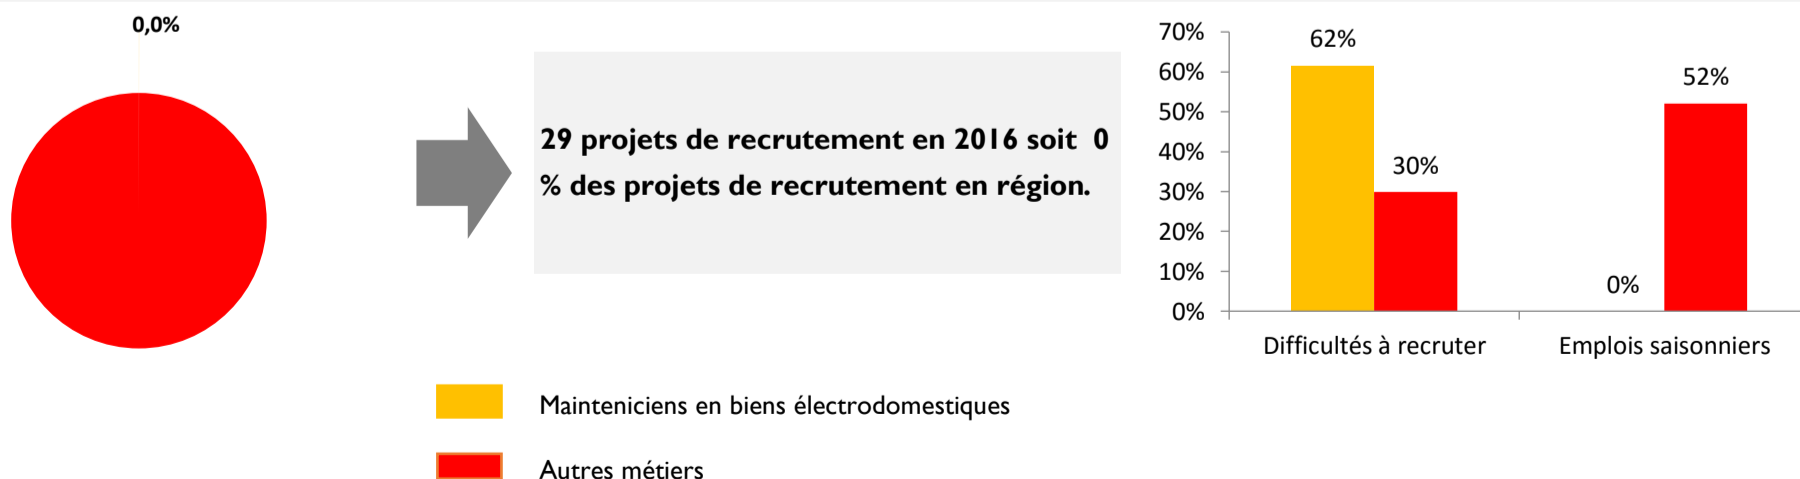 0,0%
29 projets de recrutement en 2016 soit  0
% des projets de recrutement en région.
70%
60%
50%
40%
30%
20%
10%
0%
62%
30%
0%
52%
Difficultés à recruter
Emplois saisonniers
Mainteniciens en biens électrodomestiques
Autres métiers